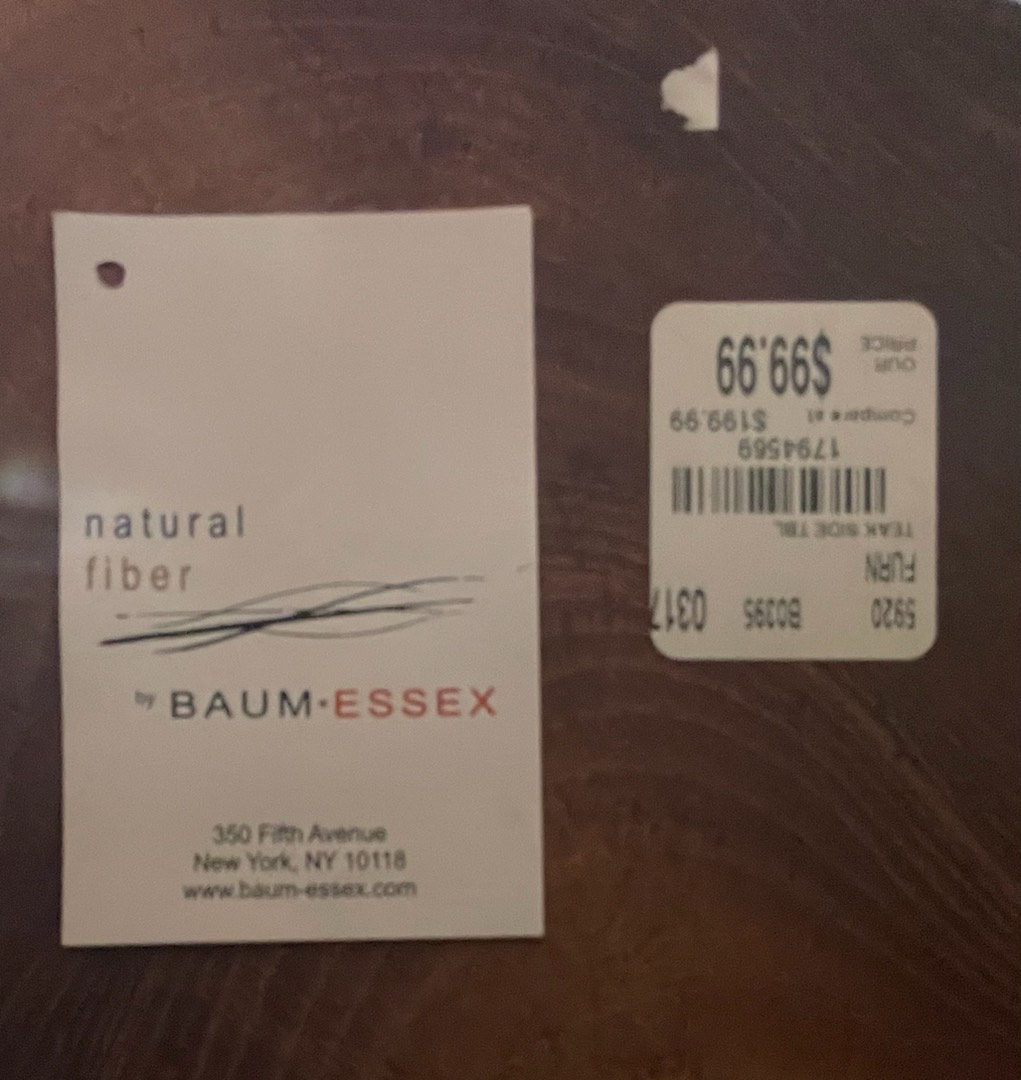 natural
fiber
by BAUM·ESSEX
350 Fifth Avenue
New York, NY 10118
www.baum-essex.com
5920 B0395 0317
FURN
TEAK SIDE TBL
1794569
Compare at $199.99
OUR
PRICE $99.99